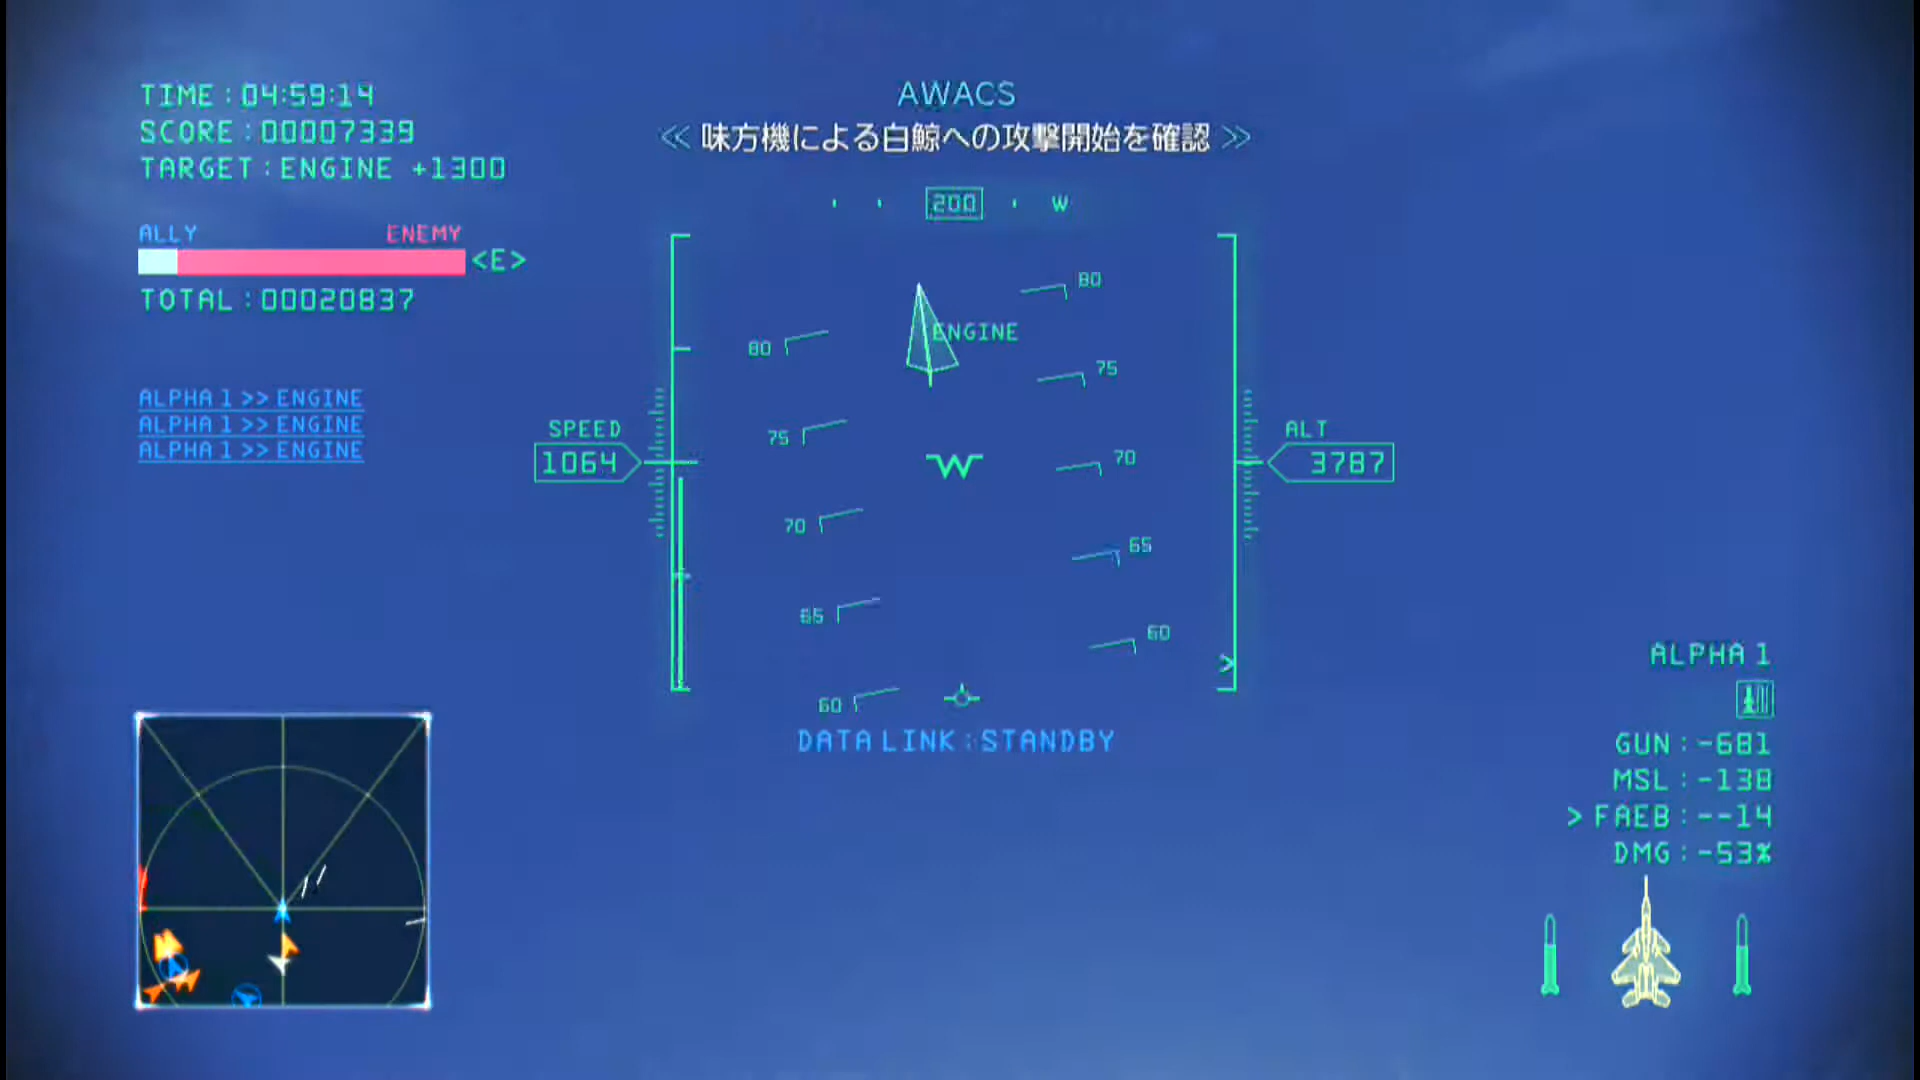 TIME:04:59:14
SCORE:00007339
TARGET:ENGINE +1300
ALLY ENEMY
<E>
TOTAL:00020837
ALPHA 1 >> ENGINE
ALPHA 1 >> ENGINE
ALPHA 1 >> ENGINE
AWACS
≪ 味方機による白鯨への攻撃開始を確認 ≫
200 W
80
ENGINE
80
75
75
SPEED
1064
ALT
3787
70
70
65
65
60
60
DATA LINK:STANDBY
ALPHA 1
GUN:-681
MSL:-138
> FAEB:--14
DMG:-53%